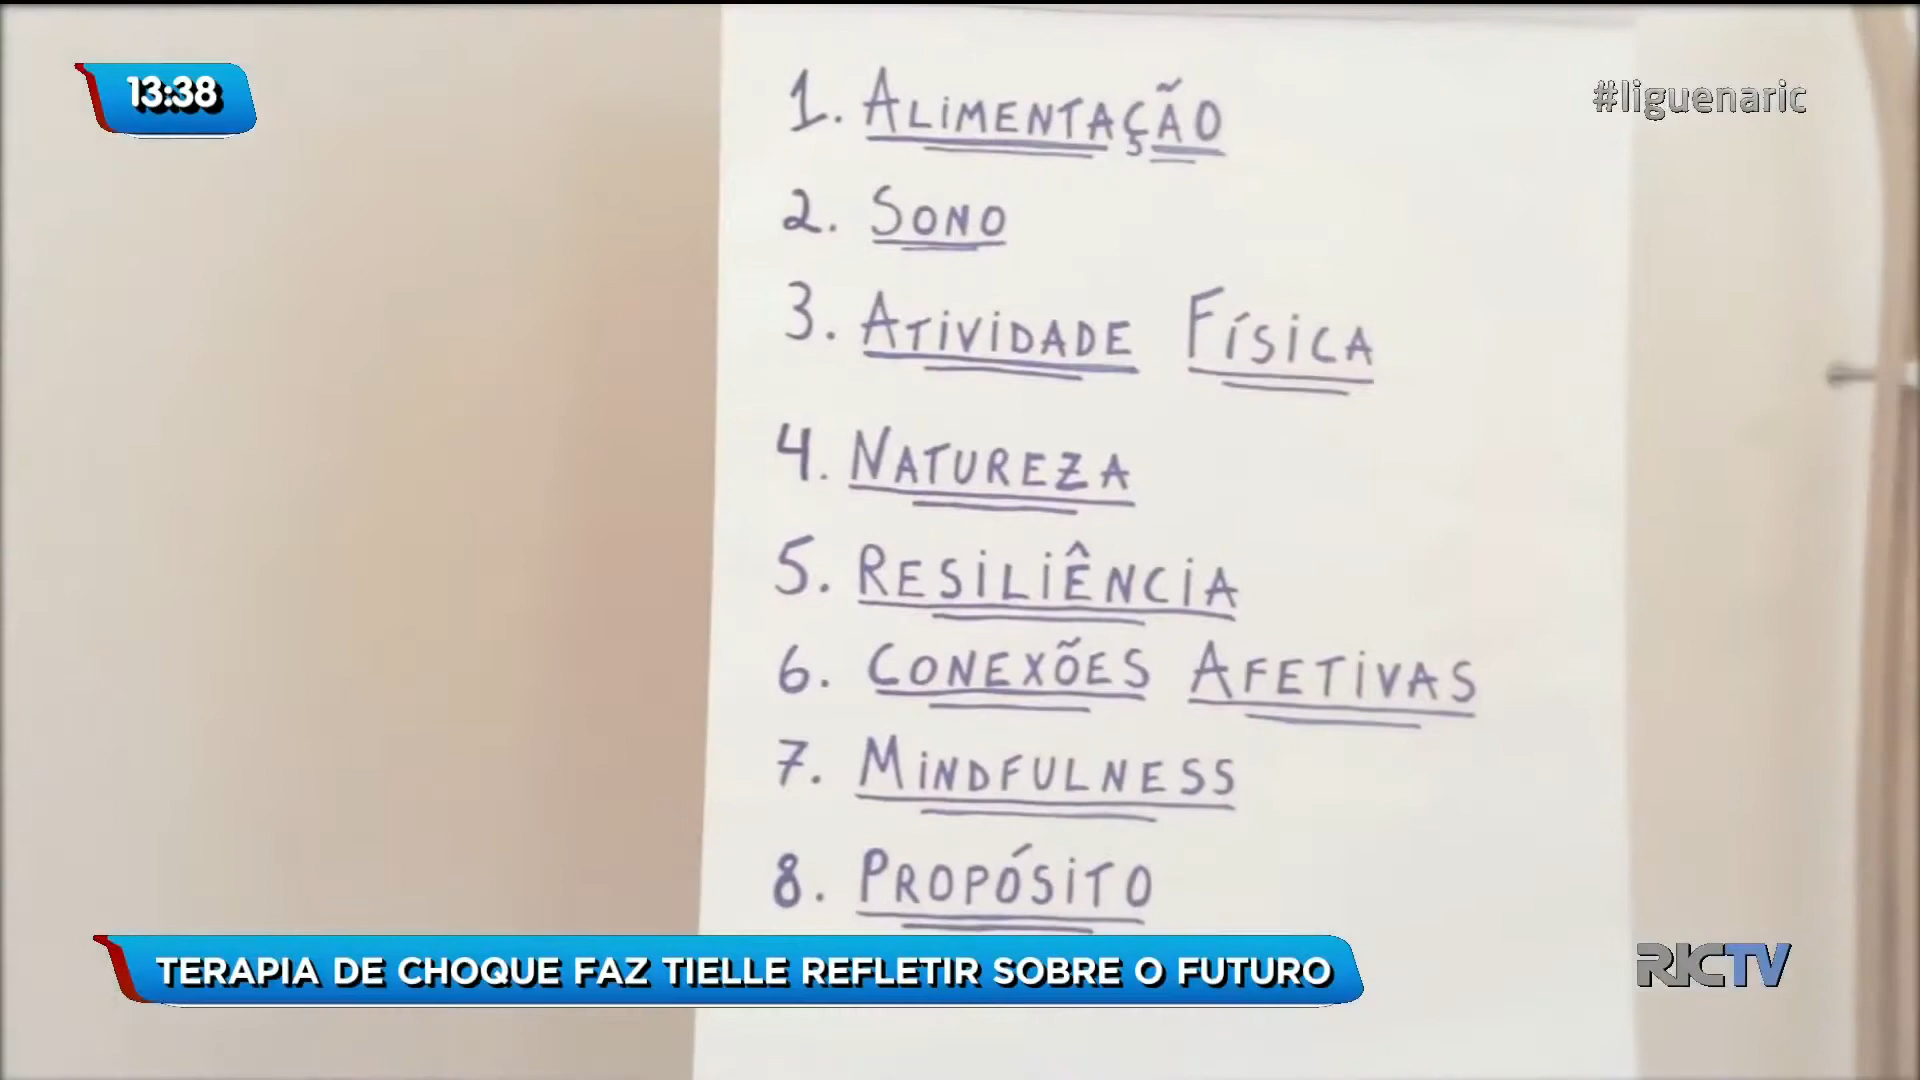 13:38
#liguenaric
1. ALIMENTAÇÃO
2. SONO
3. ATIVIDADE FÍSICA
4. NATUREZA
5. RESILIÊNCIA
6. CONEXÕES AFETIVAS
7. MINDFULNESS
8. PROPÓSITO
TERAPIA DE CHOQUE FAZ TIELLE REFLETIR SOBRE O FUTURO
RICTV